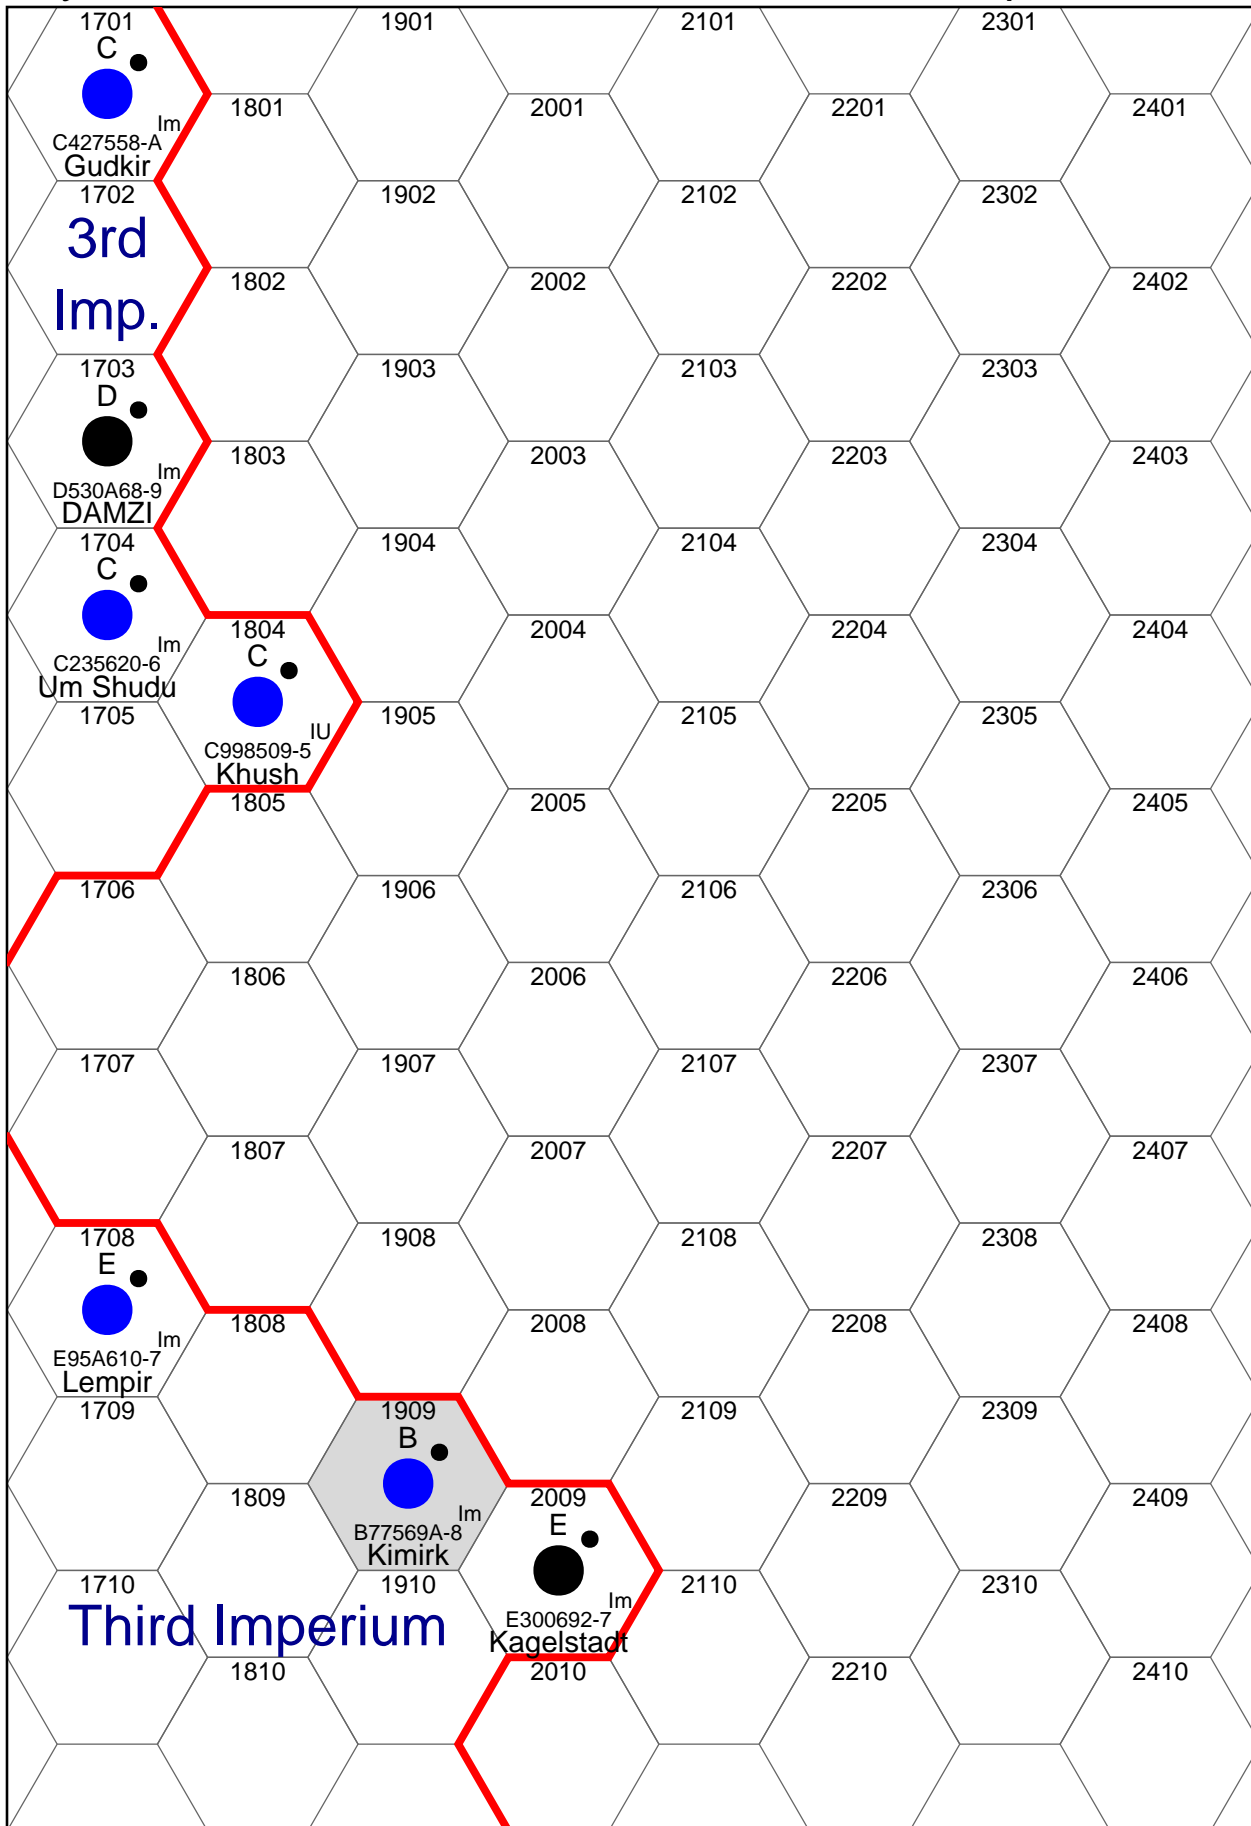 1701 1901 2101 2301
C
1801 2001 2201 2401
Im
C427558-A
Gudkir
1702 1902 2102 2302
3rd
1802 2002 2202 2402
Imp.
1703 1903 2103 2303
D
1803 2003 2203 2403
Im
D530A68-9
DAMZI
1704 1904 2104 2304
C
1804 2004 2204 2404
Im
C
C235620-6
Um Shudu
1705 1905 2105 2305
IU
C998509-5
Khush
1805 2005 2205 2405
1706 1906 2106 2306
1806 2006 2206 2406
1707 1907 2107 2307
1807 2007 2207 2407
1708 1908 2108 2308
E
1808 2008 2208 2408
Im
E95A610-7
Lempir
1709 1909 2109 2309
B
1809 2009 2209 2409
Im
E
B77569A-8
Kimirk
1710 1910 2110 2310
Im
Third Imperium
E300692-7
Kagelstadt
1810 2010 2210 2410